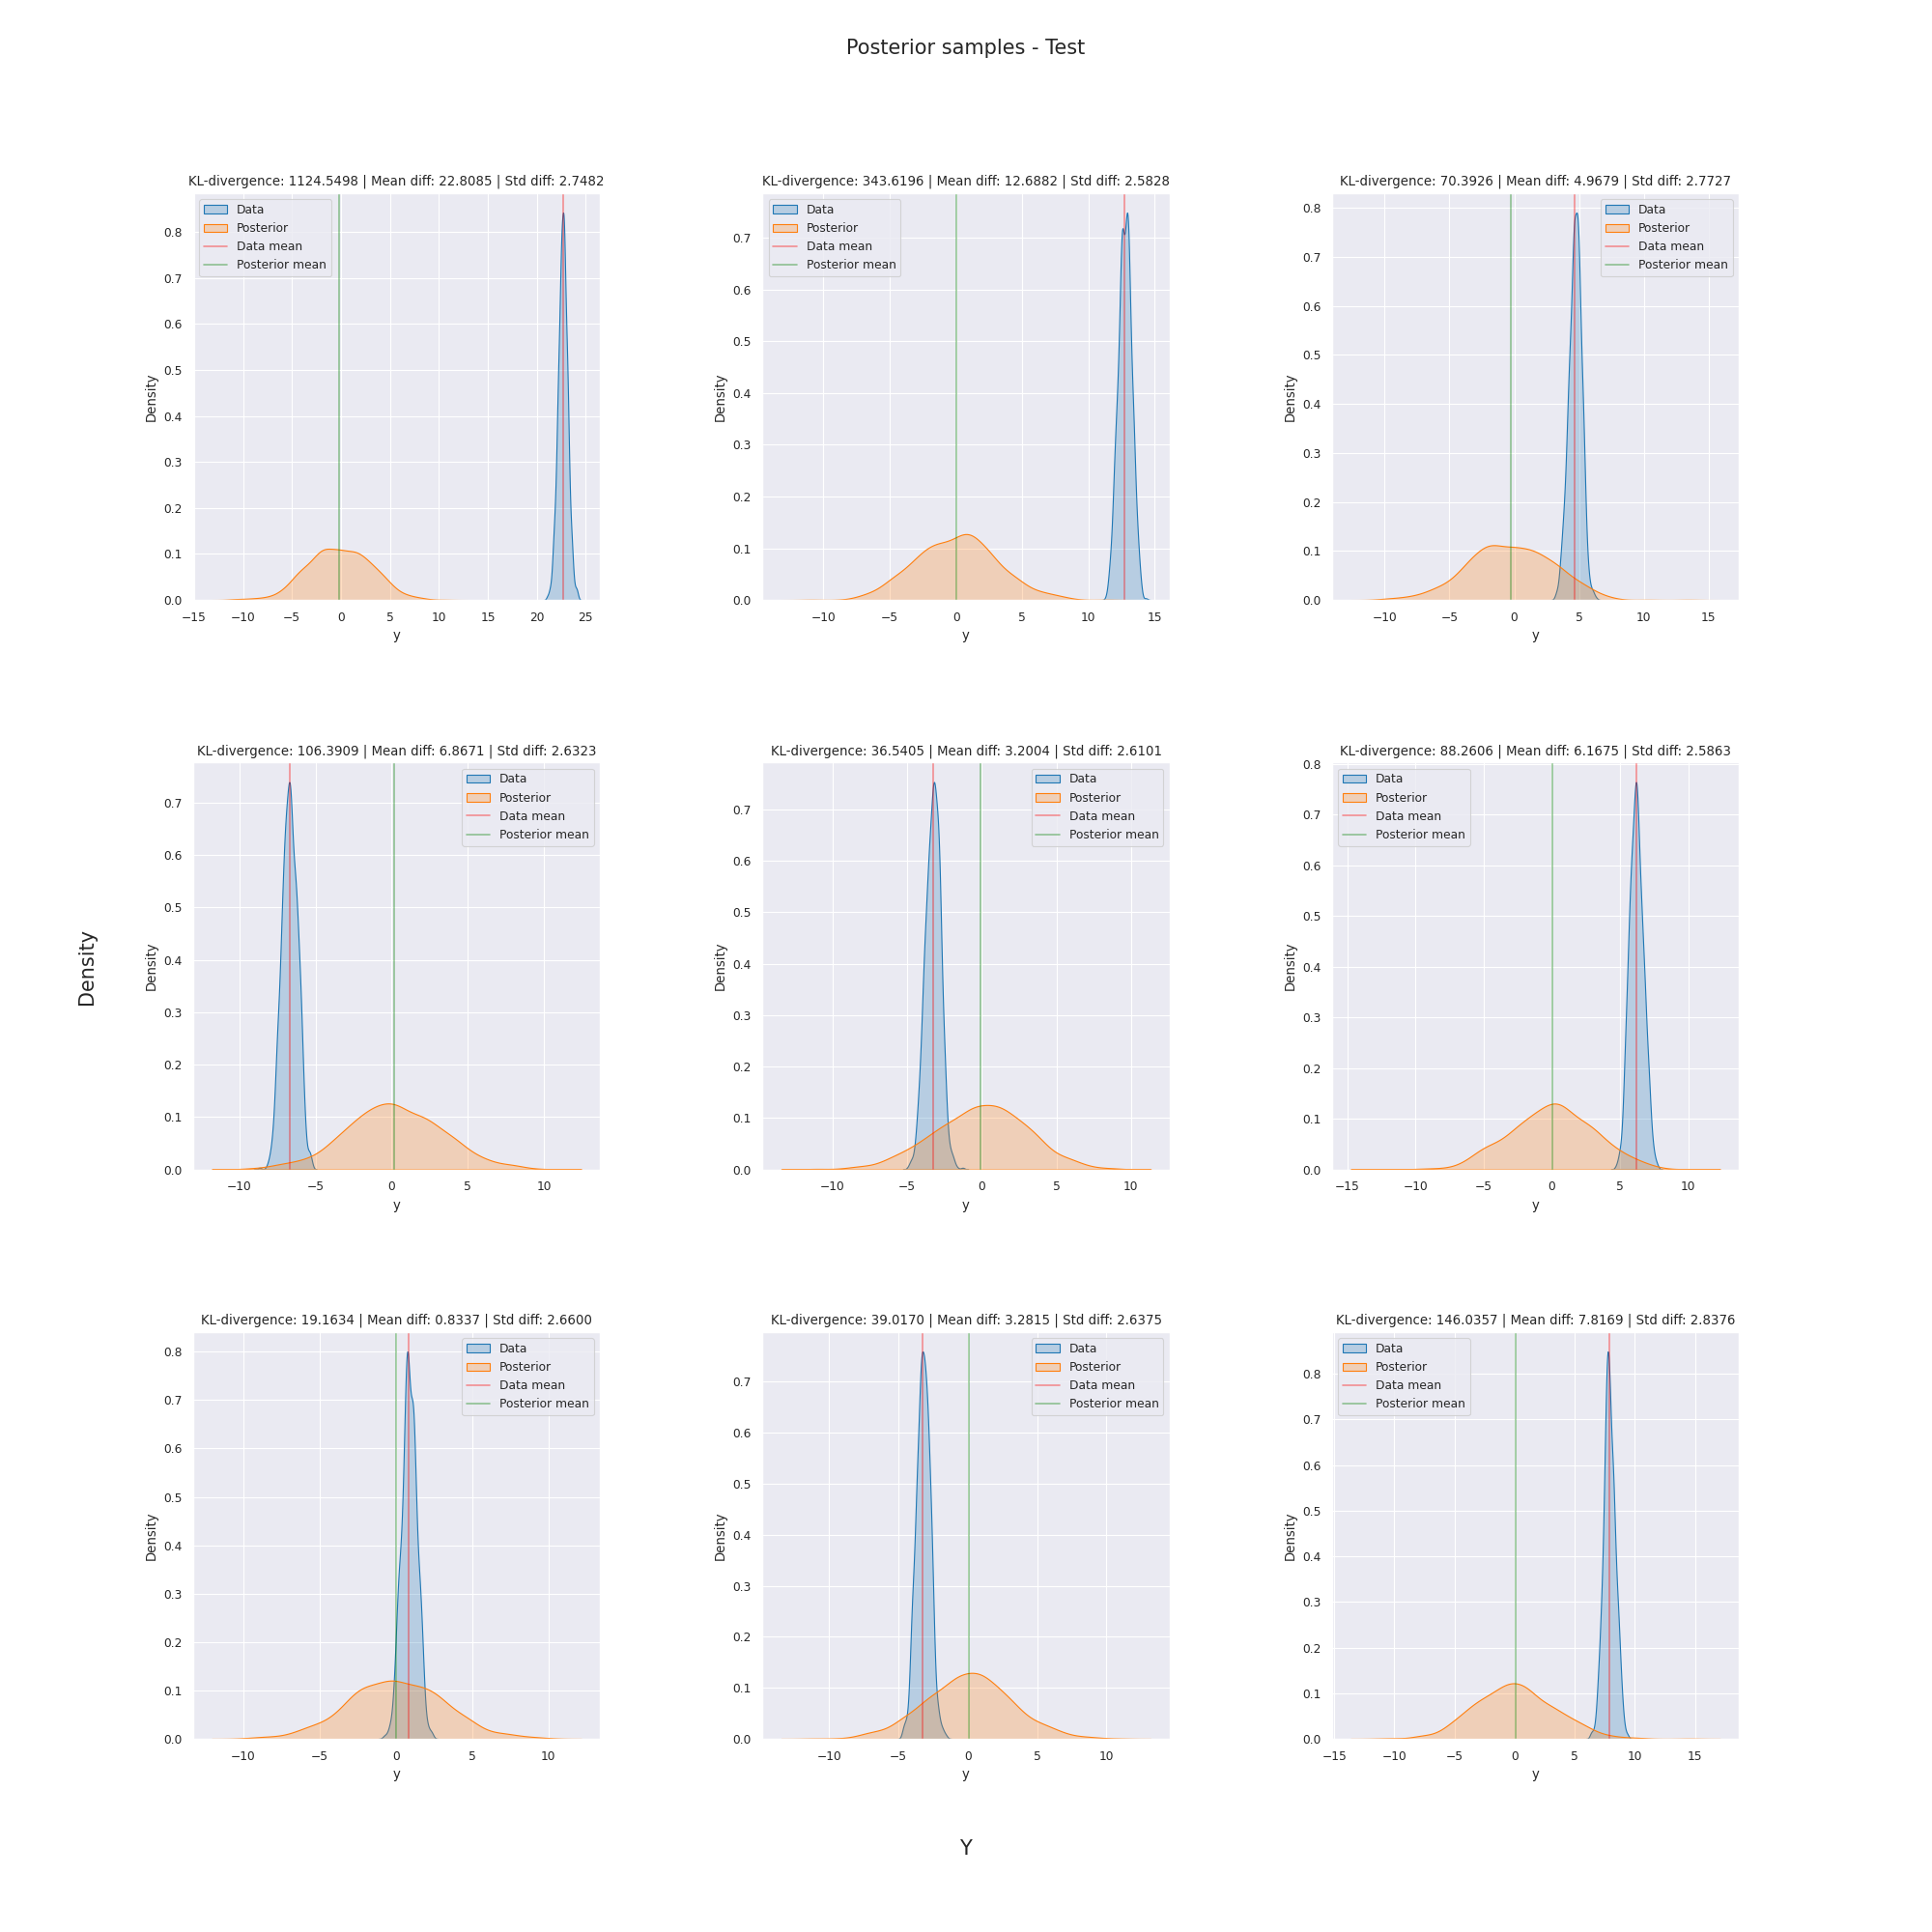 Posterior samples - Test
KL-divergence: 1124.5498 | Mean diff: 22.8085 | Std diff: 2.7482
Data
Posterior
Data mean
Posterior mean
0.8
0.7
0.6
0.5
0.4
0.3
0.2
0.1
0.0
Density
−15 −10 −5 0 5 10 15 20 25
y
KL-divergence: 343.6196 | Mean diff: 12.6882 | Std diff: 2.5828
Data
Posterior
Data mean
Posterior mean
0.7
0.6
0.5
0.4
0.3
0.2
0.1
0.0
Density
−10 −5 0 5 10 15
y
KL-divergence: 70.3926 | Mean diff: 4.9679 | Std diff: 2.7727
Data
Posterior
Data mean
Posterior mean
0.8
0.7
0.6
0.5
0.4
0.3
0.2
0.1
0.0
Density
−10 −5 0 5 10 15
y
KL-divergence: 106.3909 | Mean diff: 6.8671 | Std diff: 2.6323
Data
Posterior
Data mean
Posterior mean
0.7
0.6
0.5
0.4
0.3
0.2
0.1
0.0
Density
−10 −5 0 5 10
y
KL-divergence: 36.5405 | Mean diff: 3.2004 | Std diff: 2.6101
Data
Posterior
Data mean
Posterior mean
0.7
0.6
0.5
0.4
0.3
0.2
0.1
0.0
Density
−10 −5 0 5 10
y
KL-divergence: 88.2606 | Mean diff: 6.1675 | Std diff: 2.5863
Data
Posterior
Data mean
Posterior mean
0.8
0.7
0.6
0.5
0.4
0.3
0.2
0.1
0.0
Density
−15 −10 −5 0 5 10
y
Density
KL-divergence: 19.1634 | Mean diff: 0.8337 | Std diff: 2.6600
Data
Posterior
Data mean
Posterior mean
0.8
0.7
0.6
0.5
0.4
0.3
0.2
0.1
0.0
Density
−10 −5 0 5 10
y
KL-divergence: 39.0170 | Mean diff: 3.2815 | Std diff: 2.6375
Data
Posterior
Data mean
Posterior mean
0.7
0.6
0.5
0.4
0.3
0.2
0.1
0.0
Density
−10 −5 0 5 10
y
KL-divergence: 146.0357 | Mean diff: 7.8169 | Std diff: 2.8376
Data
Posterior
Data mean
Posterior mean
0.8
0.7
0.6
0.5
0.4
0.3
0.2
0.1
0.0
Density
−15 −10 −5 0 5 10 15
y
Y